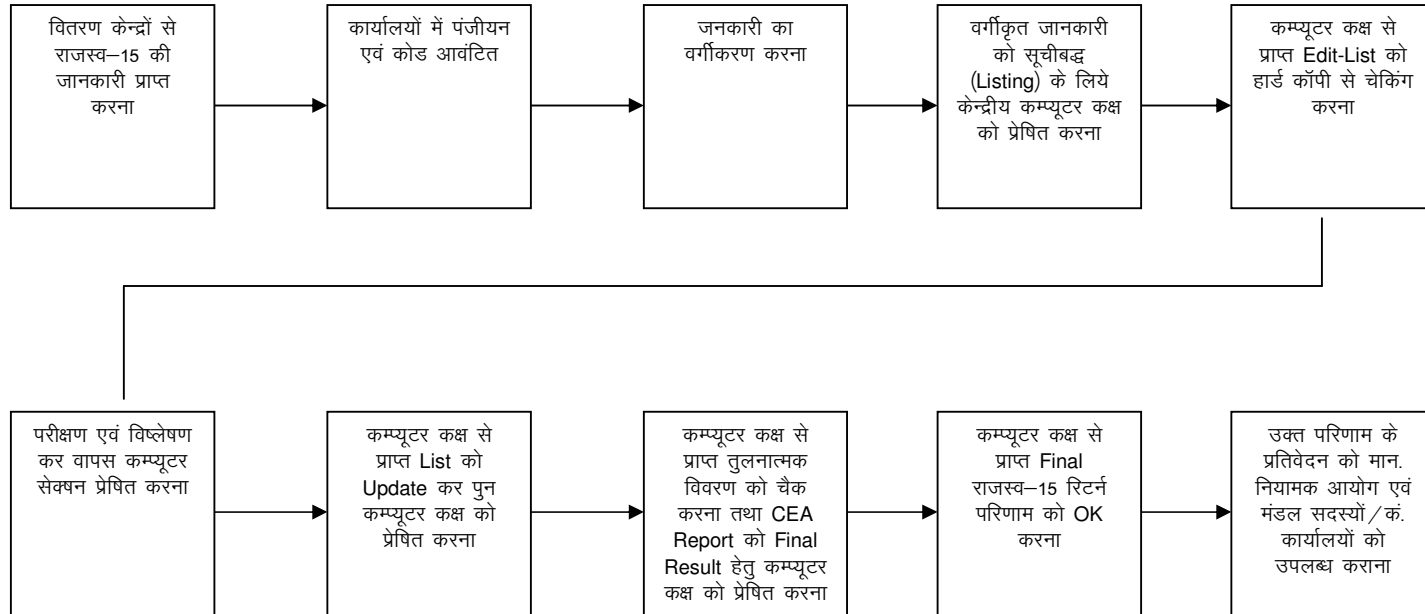 वितरण केन्द्रों से
राजस्व–15 की
जानकारी प्राप्त
करना
कार्यालयों में पंजीयन
एवं कोड आवंटित
जनकारी का
वर्गीकरण करना
वर्गीकृत जानकारी
को सूचीबद्ध
(Listing) के लिये
केन्द्रीय कम्प्यूटर कक्ष
को प्रेषित करना
कम्प्यूटर कक्ष से
प्राप्त Edit-List को
हार्ड कॉपी से चेकिंग
करना
परीक्षण एवं विष्लेषण
कर वापस कम्प्यूटर
सेक्षन प्रेषित करना
कम्प्यूटर कक्ष से
प्राप्त List को
Update कर पुन
कम्प्यूटर कक्ष को
प्रेषित करना
कम्प्यूटर कक्ष से
प्राप्त तुलनात्मक
विवरण को चैक
करना तथा CEA
Report को Final
Result हेतु कम्प्यूटर
कक्ष को प्रेषित करना
कम्प्यूटर कक्ष से
प्राप्त Final
राजस्व–15 रिटर्न
परिणाम को OK
करना
उक्त परिणाम के
प्रतिवेदन को मान.
नियामक आयोग एवं
मंडल सदस्यों/कं.
कार्यालयों को
उपलब्ध कराना